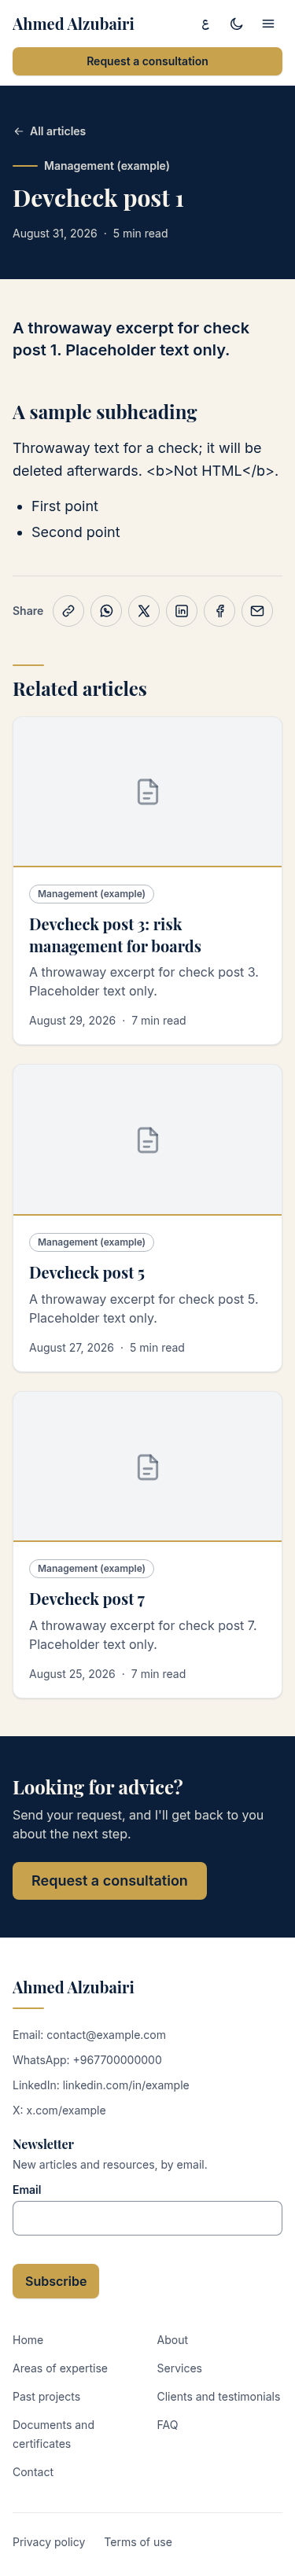 Ahmed Alzubairi
ع
Request a consultation
← All articles
Management (example)
Devcheck post 1
August 31, 2026 · 5 min read
A throwaway excerpt for check
post 1. Placeholder text only.
A sample subheading
Throwaway text for a check; it will be
deleted afterwards. <b>Not HTML</b>.
• First point
• Second point
Share
Related articles
Management (example)
Devcheck post 3: risk
management for boards
A throwaway excerpt for check post 3.
Placeholder text only.
August 29, 2026 · 7 min read
Management (example)
Devcheck post 5
A throwaway excerpt for check post 5.
Placeholder text only.
August 27, 2026 · 5 min read
Management (example)
Devcheck post 7
A throwaway excerpt for check post 7.
Placeholder text only.
August 25, 2026 · 7 min read
Looking for advice?
Send your request, and I'll get back to you
about the next step.
Request a consultation
Ahmed Alzubairi
Email: contact@example.com
WhatsApp: +967700000000
LinkedIn: linkedin.com/in/example
X: x.com/example
Newsletter
New articles and resources, by email.
Email
Subscribe
Home
About
Areas of expertise
Services
Past projects
Clients and testimonials
Documents and
certificates
FAQ
Contact
Privacy policy
Terms of use